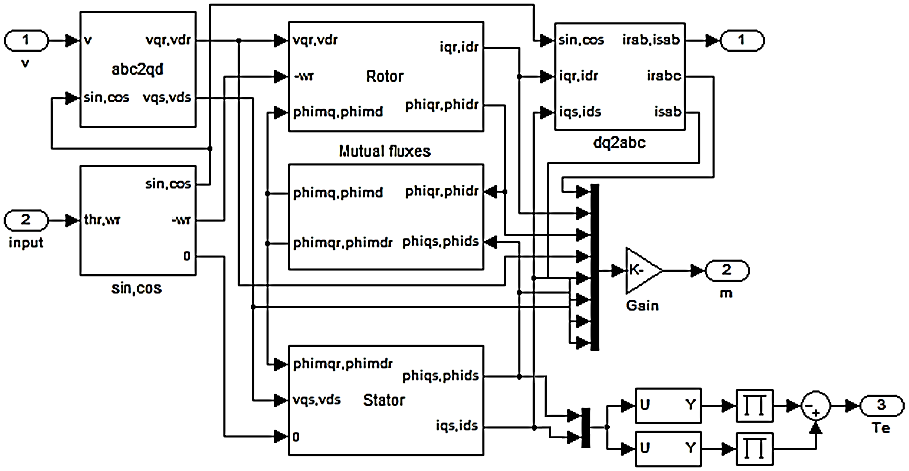 1
v
v
sin,cos
vqr,vdr
vqs,vds
abc2qd
2
input
thr,wr
sin,cos
-wr
0
sin,cos
vqr,vdr
-wr
phimq,phimd
iqr,idr
phiqr,phidr
Rotor
Mutual fluxes
phimq,phimd
phimqr,phimdr
phiqr,phidr
phiqs,phids
phimqr,phimdr
vqs,vds
0
phiqs,phids
iqs,ids
Stator
sin,cos
iqr,idr
iqs,ids
irab,isab
irabc
isab
dq2abc
1
K-
Gain
2
m
U
Y
U
Y
∏
∏
-
+
3
Te